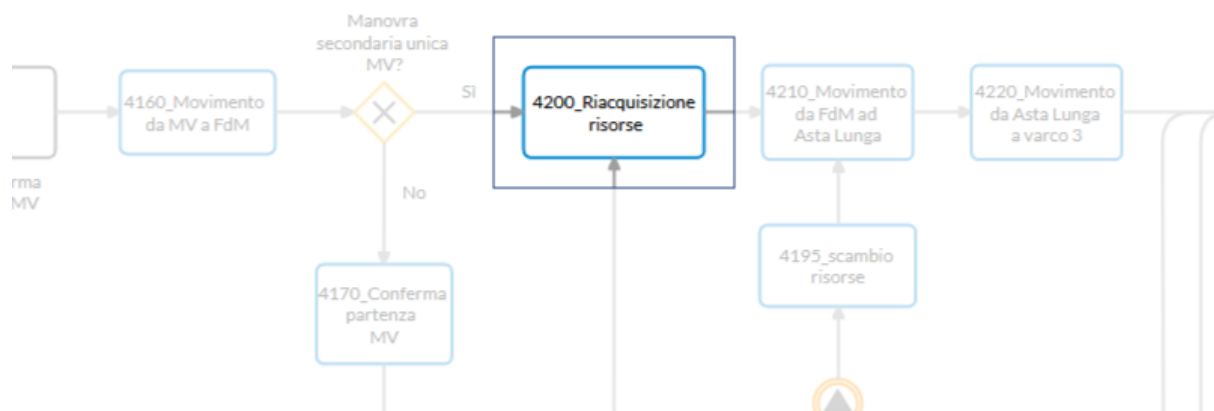 Manovra
secondaria unica
MV?
4160_Movimento
da MV a FdM
Sì
4200_Riacquisizione
risorse
4210_Movimento
da FdM ad
Asta Lunga
4220_Movimento
da Asta Lunga
a varco 3
rma
MV
No
4195_scambio
risorse
4170_Conferma
partenza
MV